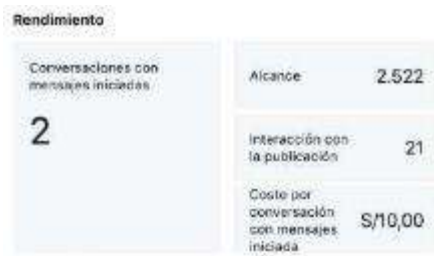 Rendimiento
Conversaciones con
mensajes iniciadas
2
Alcance 2.522
Interacción con
la publicación 21
Costo por
conversación
con mensajes
iniciada
S/10,00